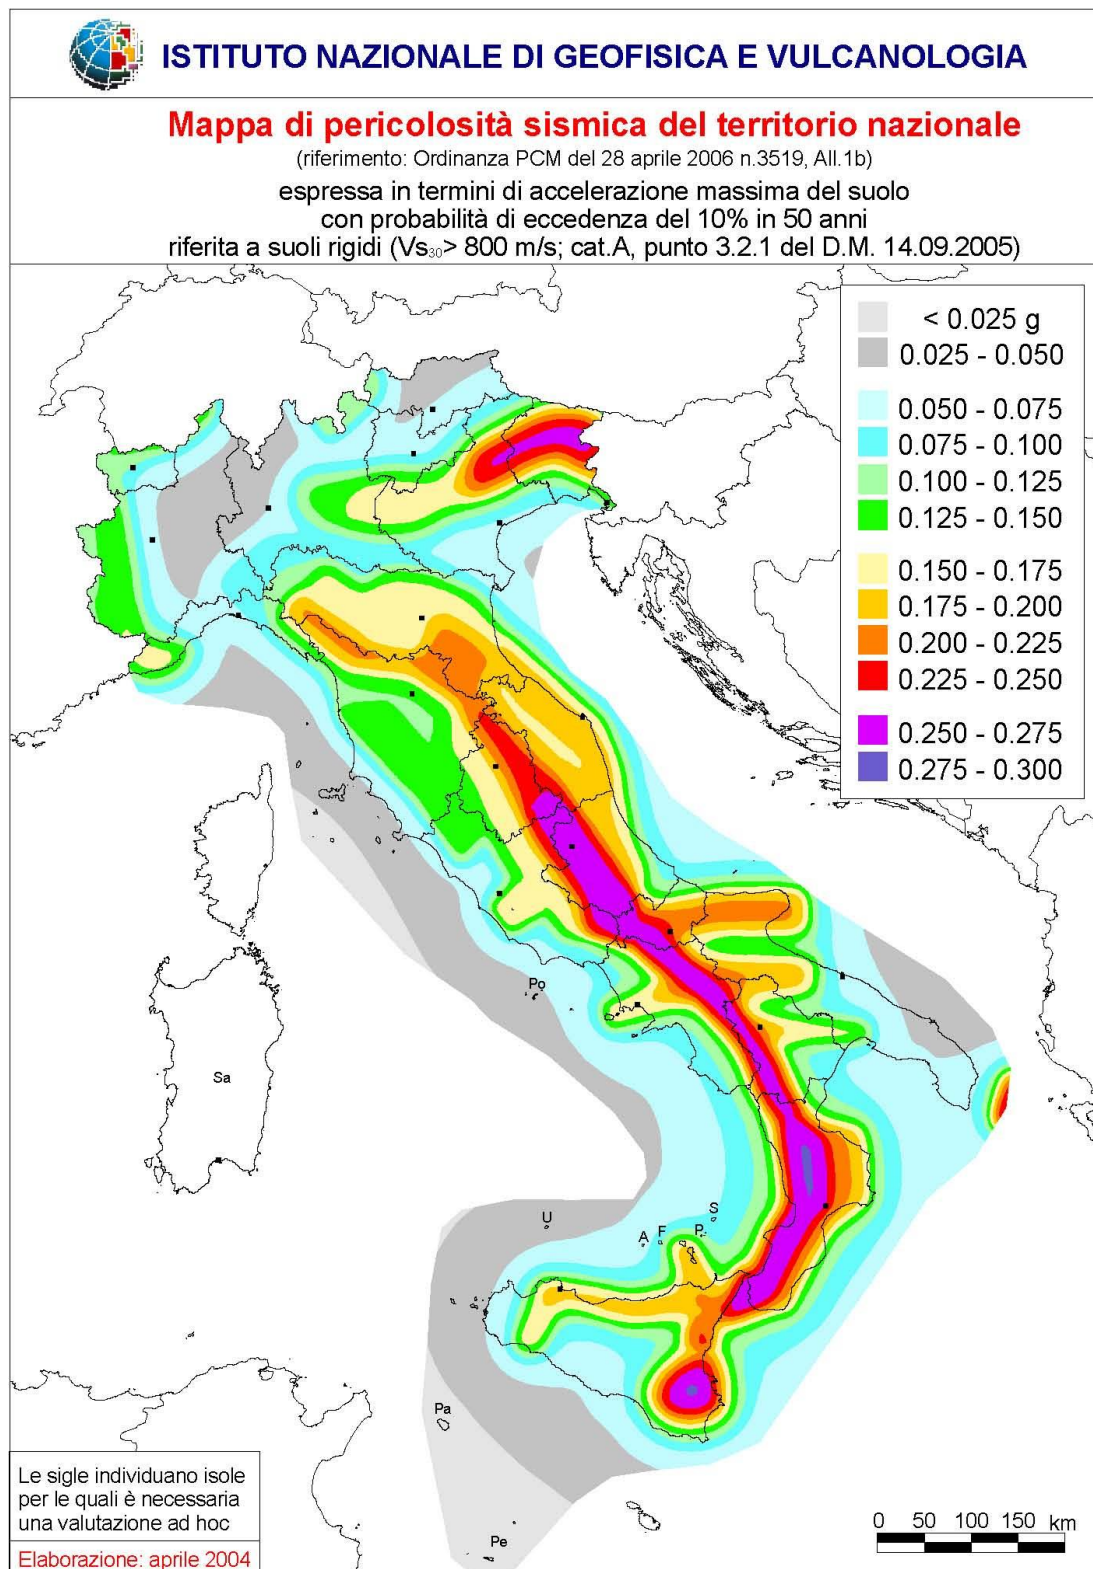 ISTITUTO NAZIONALE DI GEOFISICA E VULCANOLOGIA
Mappa di pericolosità sismica del territorio nazionale
(riferimento: Ordinanza PCM del 28 aprile 2006 n.3519, All.1b)
espressa in termini di accelerazione massima del suolo
con probabilità di eccedenza del 10% in 50 anni
riferita a suoli rigidi (Vs30> 800 m/s; cat.A, punto 3.2.1 del D.M. 14.09.2005)
< 0.025 g
0.025 - 0.050
0.050 - 0.075
0.075 - 0.100
0.100 - 0.125
0.125 - 0.150
0.150 - 0.175
0.175 - 0.200
0.200 - 0.225
0.225 - 0.250
0.250 - 0.275
0.275 - 0.300
Po
Sa
U
S
A
F
P
Pa
Pe
Le sigle individuano isole
per le quali è necessaria
una valutazione ad hoc
Elaborazione: aprile 2004
0 50 100 150 km